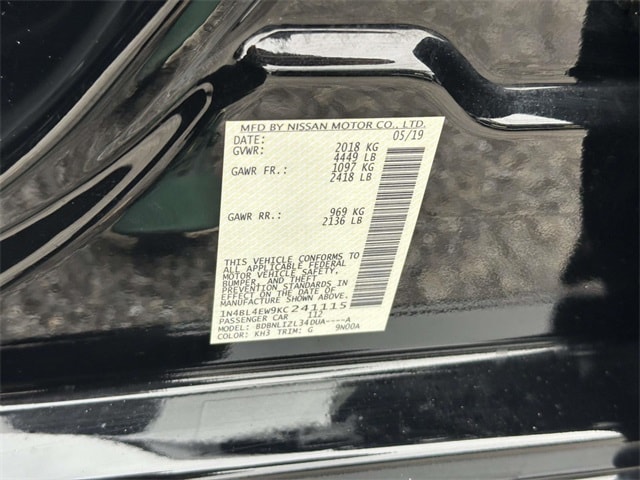 MFD BY NISSAN MOTOR CO., LTD.
DATE: 05/19
GVWR: 2018 KG
4449 LB
GAWR FR.: 1097 KG
2418 LB
GAWR RR.: 969 KG
2136 LB
THIS VEHICLE CONFORMS TO
ALL APPLICABLE FEDERAL
MOTOR VEHICLE SAFETY,
BUMPER, AND THEFT
PREVENTION STANDARDS IN
EFFECT ON THE DATE OF
MANUFACTURE SHOWN ABOVE.
1N4BL4EW9KC241115
PASSENGER CAR 112
MODEL: BDBNLIZL34DUA----A
COLOR: KH3 TRIM: G 9N00A